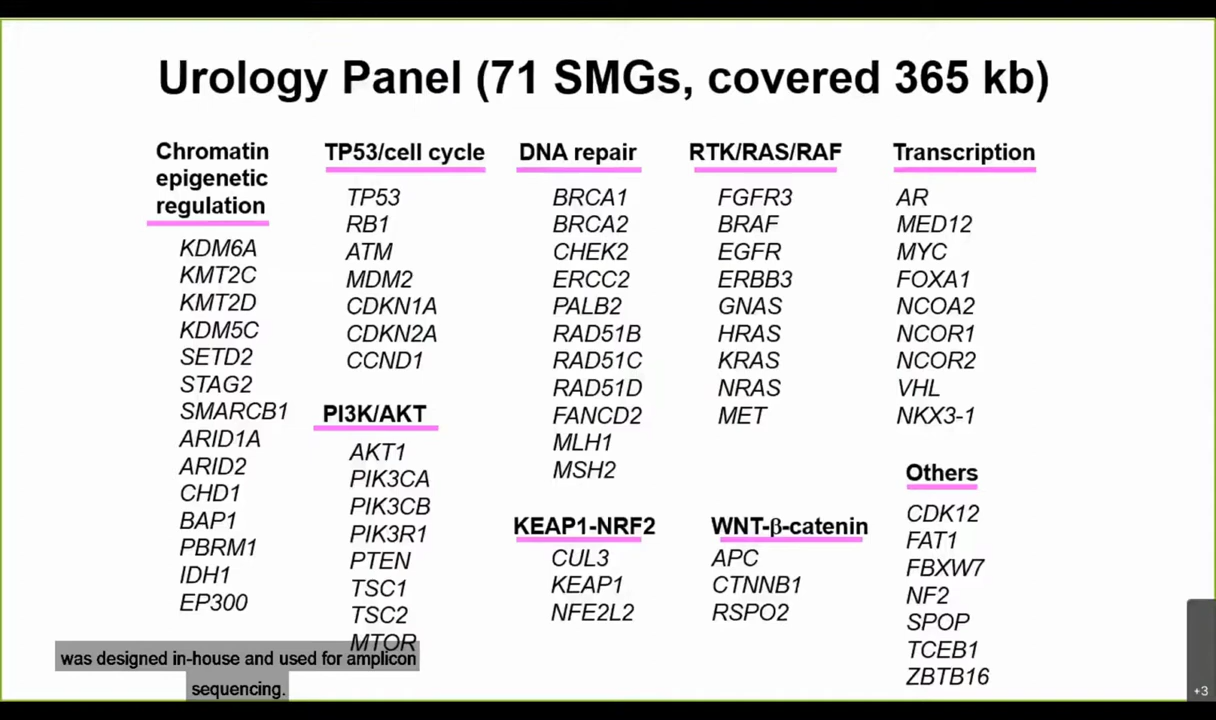 Urology Panel (71 SMGs, covered 365 kb)
Chromatin
epigenetic
regulation
KDM6A
KMT2C
KMT2D
KDM5C
SETD2
STAG2
SMARCB1
ARID1A
ARID2
CHD1
BAP1
PBRM1
IDH1
EP300
TP53/cell cycle
TP53
RB1
ATM
MDM2
CDKN1A
CDKN2A
CCND1
PI3K/AKT
AKT1
PIK3CA
PIK3CB
PIK3R1
PTEN
TSC1
TSC2
MTOR
DNA repair
BRCA1
BRCA2
CHEK2
ERCC2
PALB2
RAD51B
RAD51C
RAD51D
FANCD2
MLH1
MSH2
KEAP1-NRF2
CUL3
KEAP1
NFE2L2
RTK/RAS/RAF
FGFR3
BRAF
EGFR
ERBB3
GNAS
HRAS
KRAS
NRAS
MET
WNT-β-catenin
APC
CTNNB1
RSPO2
Transcription
AR
MED12
MYC
FOXA1
NCOA2
NCOR1
NCOR2
VHL
NKX3-1
Others
CDK12
FAT1
FBXW7
NF2
SPOP
TCEB1
ZBTB16
was designed in-house and used for amplicon
sequencing.
+3